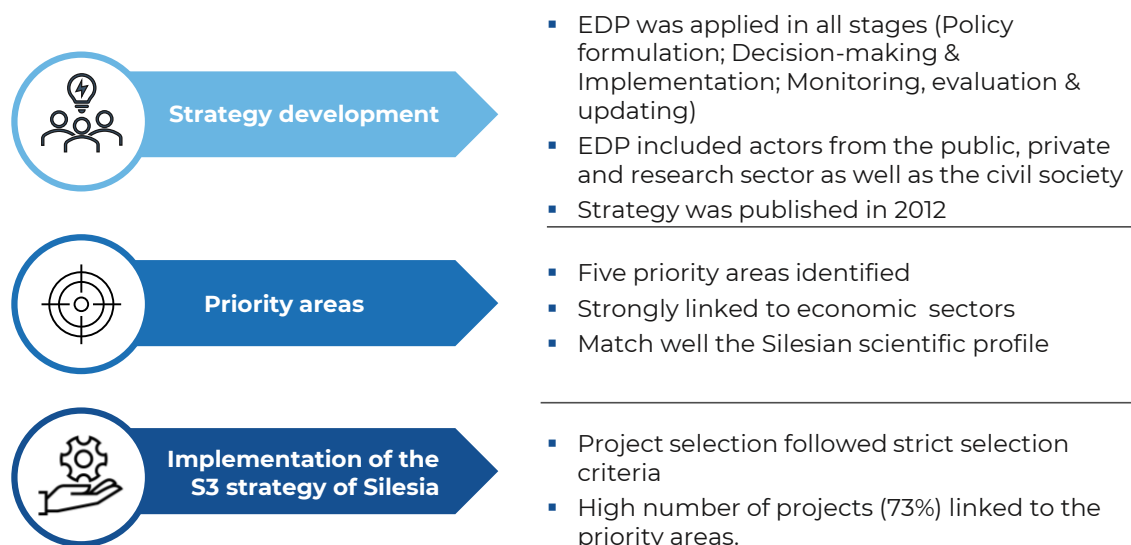 Strategy development
▪ EDP was applied in all stages (Policy
formulation; Decision-making &
Implementation; Monitoring, evaluation &
updating)
▪ EDP included actors from the public, private
and research sector as well as the civil society
▪ Strategy was published in 2012
Priority areas
▪ Five priority areas identified
▪ Strongly linked to economic sectors
▪ Match well the Silesian scientific profile
Implementation of the
S3 strategy of Silesia
▪ Project selection followed strict selection
criteria
▪ High number of projects (73%) linked to the
priority areas.